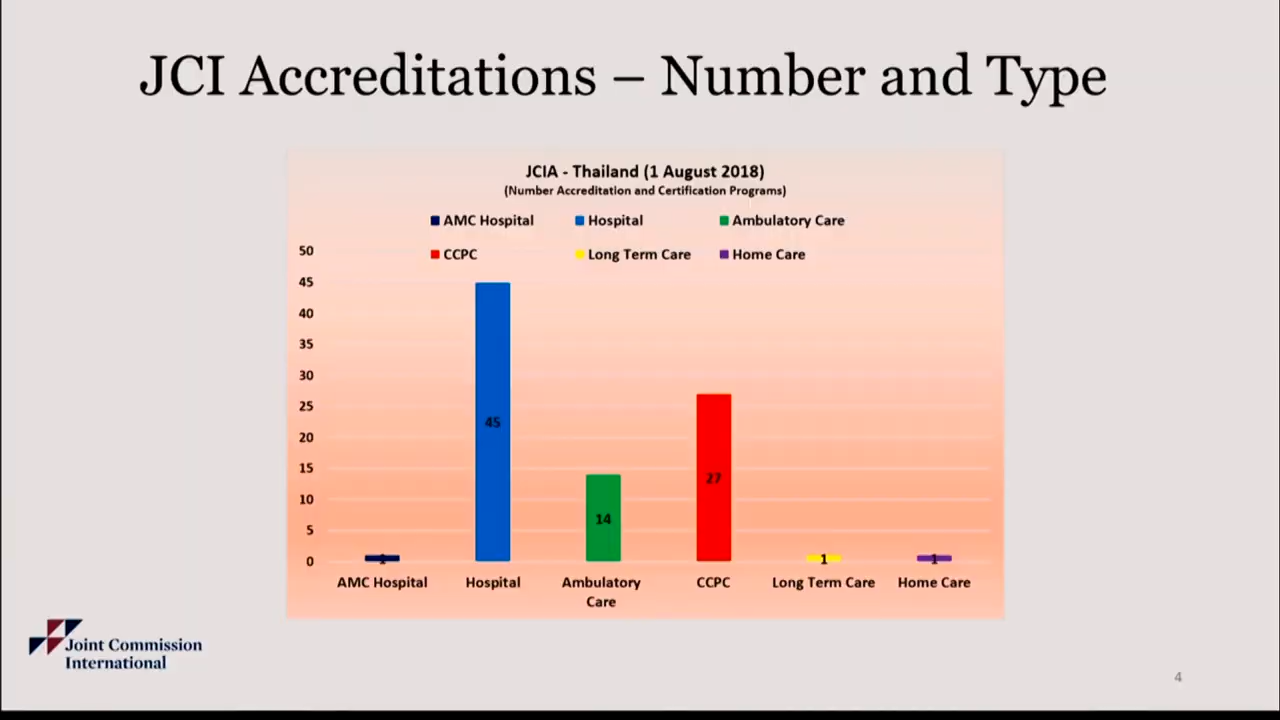 JCI Accreditations – Number and Type
JCIA - Thailand (1 August 2018)
(Number Accreditation and Certification Programs)
AMC Hospital Hospital Ambulatory Care
CCPC Long Term Care Home Care
50
45
40
35
30
25
20
15
10
5
0
1
45
14
27
1
1
AMC Hospital Hospital Ambulatory CCPC Long Term Care Home Care
Care
Joint Commission
International
4